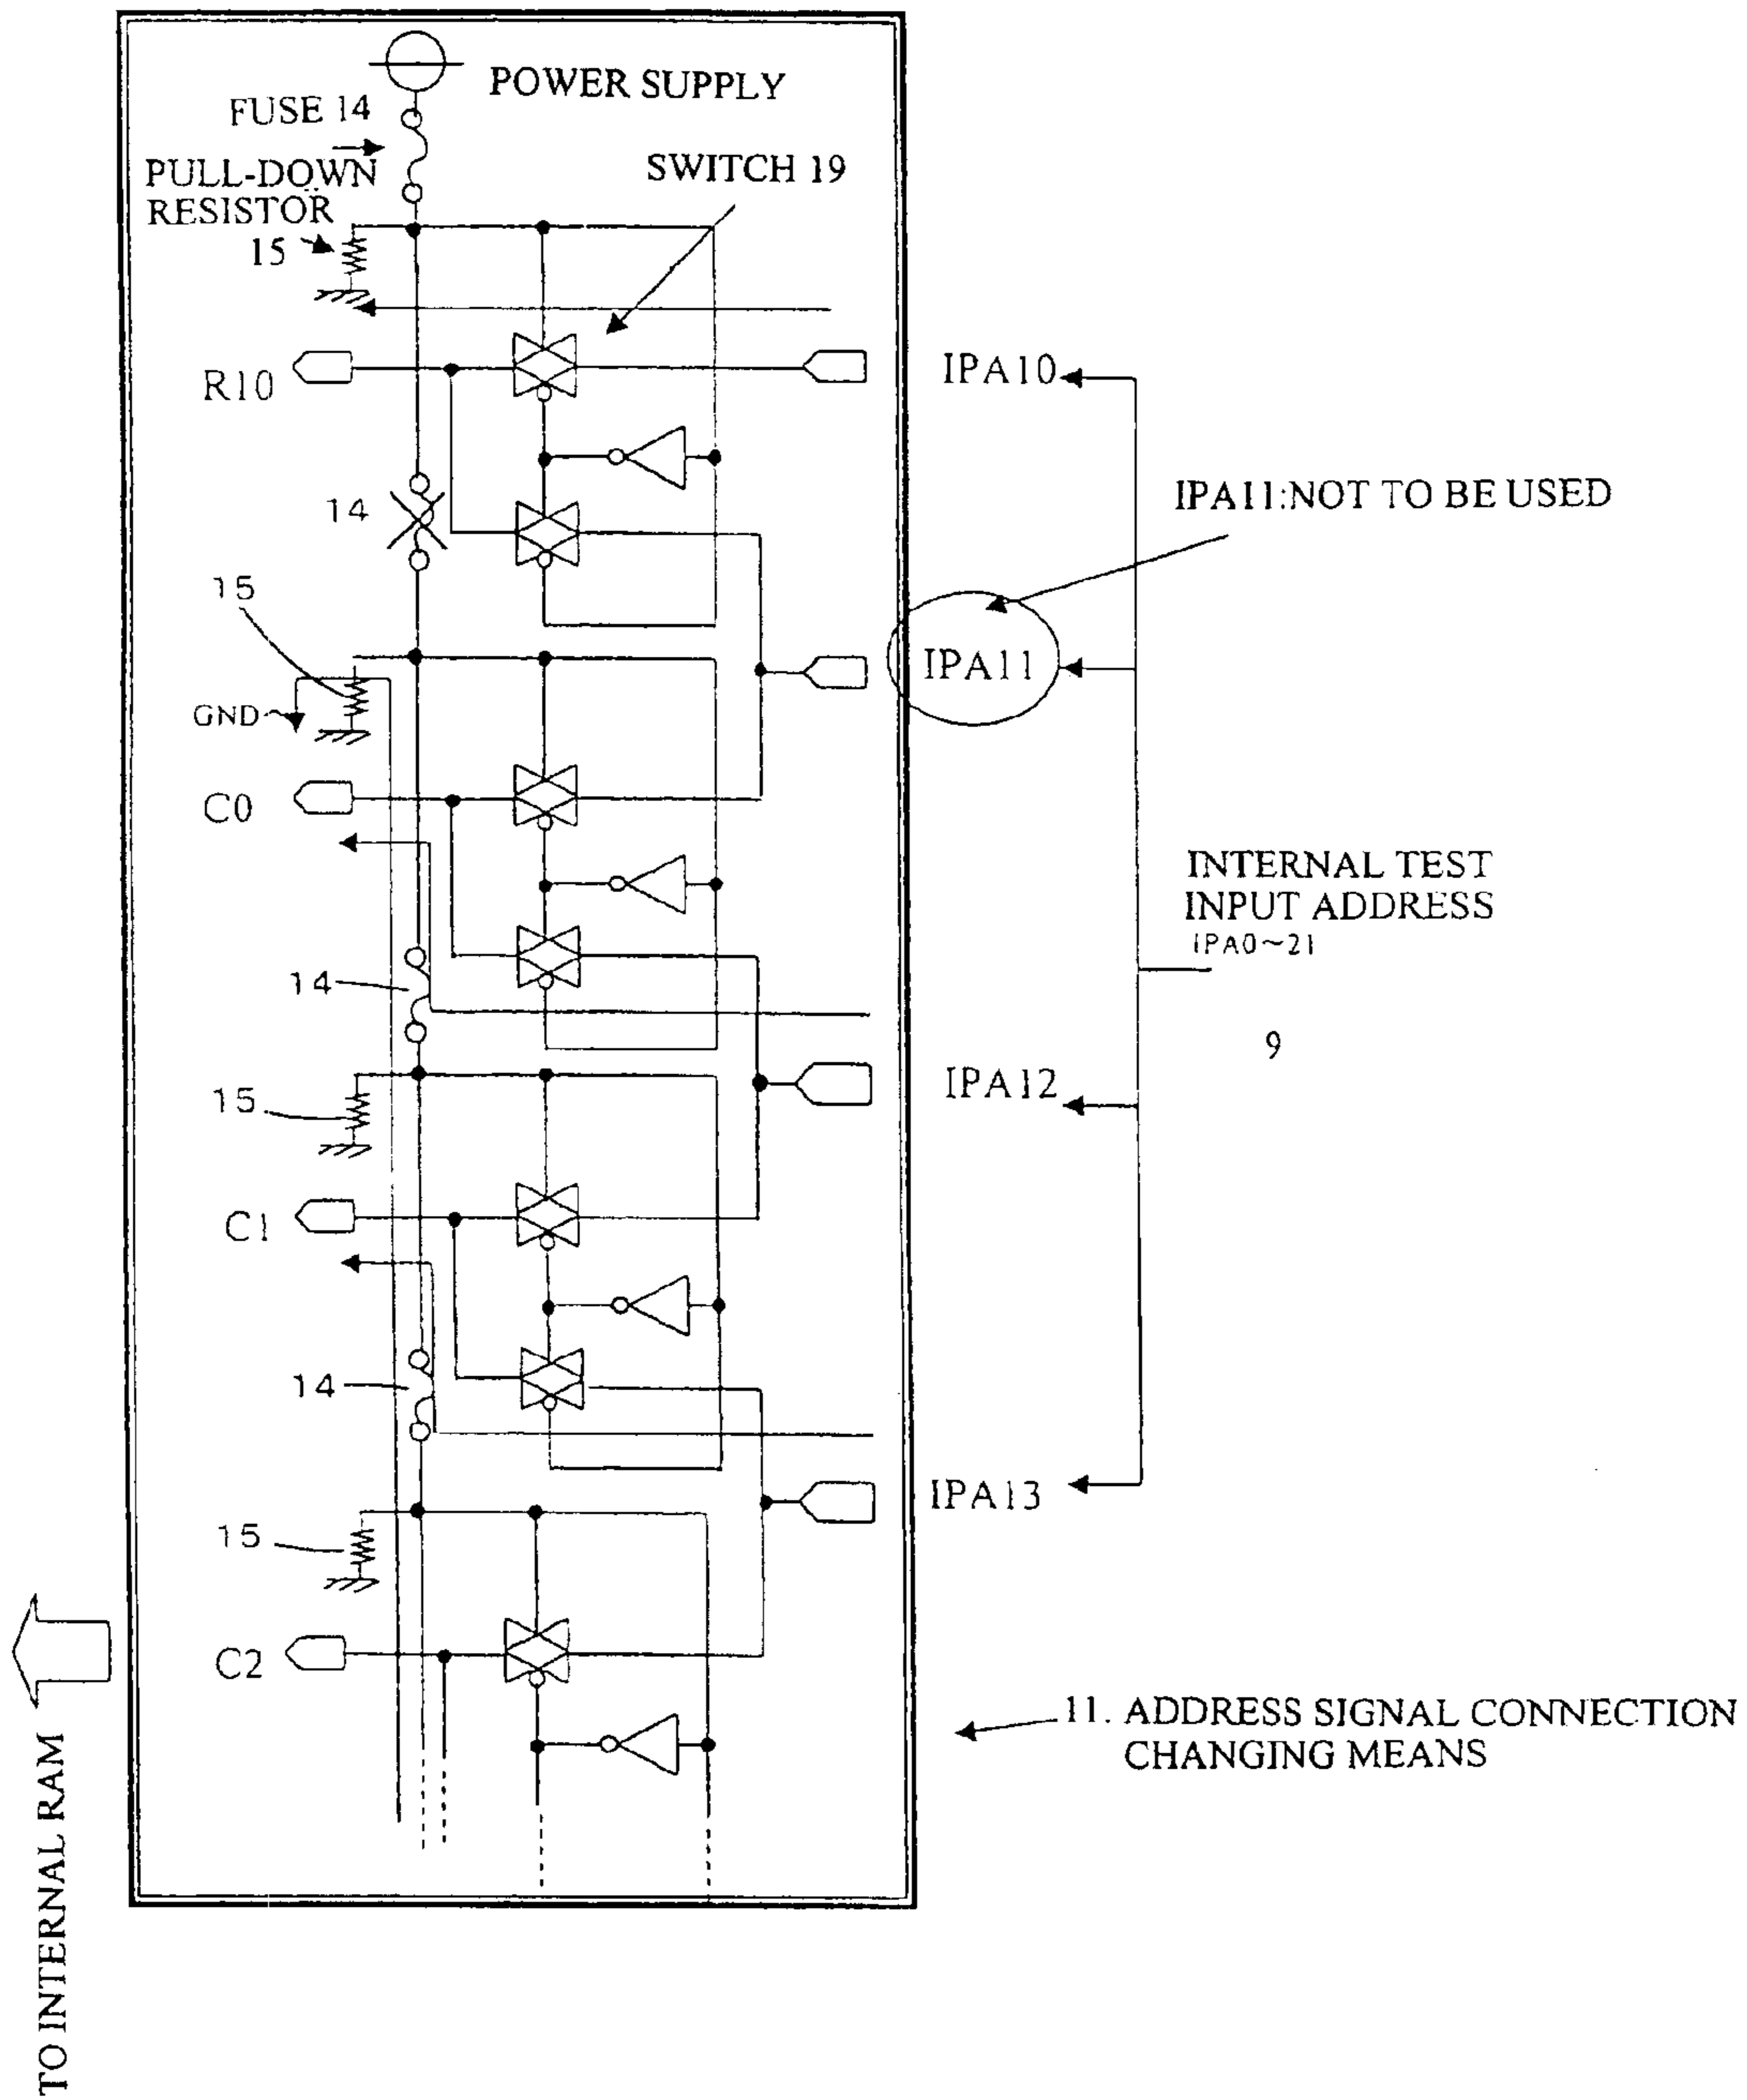 POWER SUPPLY
FUSE 14
PULL-DOWN
RESISTOR
15
SWITCH 19
R10
IPA10
14
IPA11:NOT TO BE USED
15
IPA11
GND
C0
INTERNAL TEST
INPUT ADDRESS
IPA0~21
14
9
15
IPA12
C1
14
IPA13
15
C2
11. ADDRESS SIGNAL CONNECTION
CHANGING MEANS
TO INTERNAL RAM